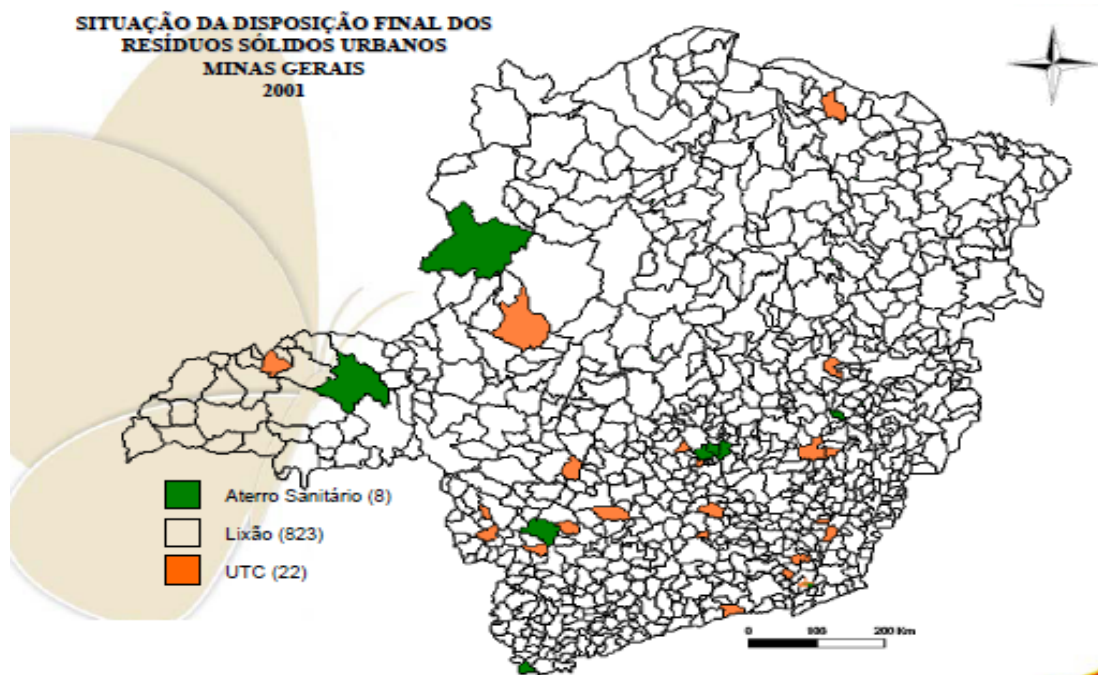 SITUAÇÃO DA DISPOSIÇÃO FINAL DOS
RESÍDUOS SÓLIDOS URBANOS
MINAS GERAIS
2001
Aterro Sanitário (8)
Lixão (823)
UTC (22)
0 100 200 Km